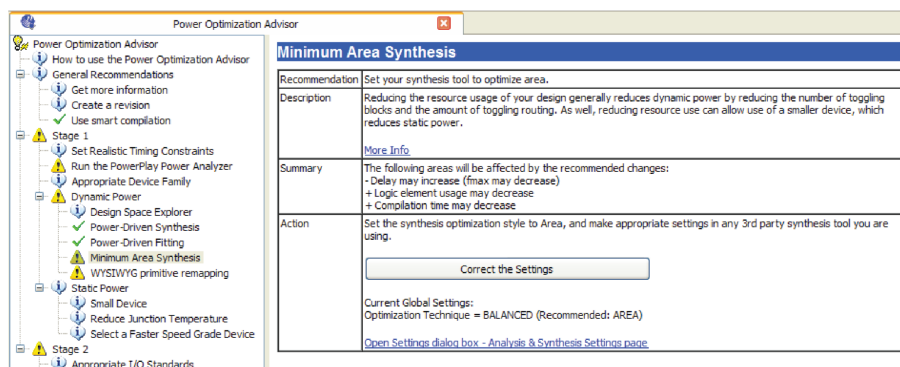 Power Optimization Advisor
Power Optimization Advisor
How to use the Power Optimization Advisor
General Recommendations
Get more information
Create a revision
Use smart compilation
Stage 1
Set Realistic Timing Constraints
Run the PowerPlay Power Analyzer
Appropriate Device Family
Dynamic Power
Design Space Explorer
Power-Driven Synthesis
Power-Driven Fitting
Minimum Area Synthesis
WYSIWYG primitive remapping
Static Power
Small Device
Reduce Junction Temperature
Select a Faster Speed Grade Device
Stage 2
Appropriate I/O Standards
Minimum Area Synthesis
Recommendation Set your synthesis tool to optimize area.
Description Reducing the resource usage of your design generally reduces dynamic power by reducing the number of toggling
blocks and the amount of toggling routing. As well, reducing resource use can allow use of a smaller device, which
reduces static power.
More Info
Summary The following areas will be affected by the recommended changes:
- Delay may increase (fmax may decrease)
+ Logic element usage may decrease
+ Compilation time may decrease
Action Set the synthesis optimization style to Area, and make appropriate settings in any 3rd party synthesis tool you are
using.
Correct the Settings
Current Global Settings:
Optimization Technique = BALANCED (Recommended: AREA)
Open Settings dialog box - Analysis & Synthesis Settings page